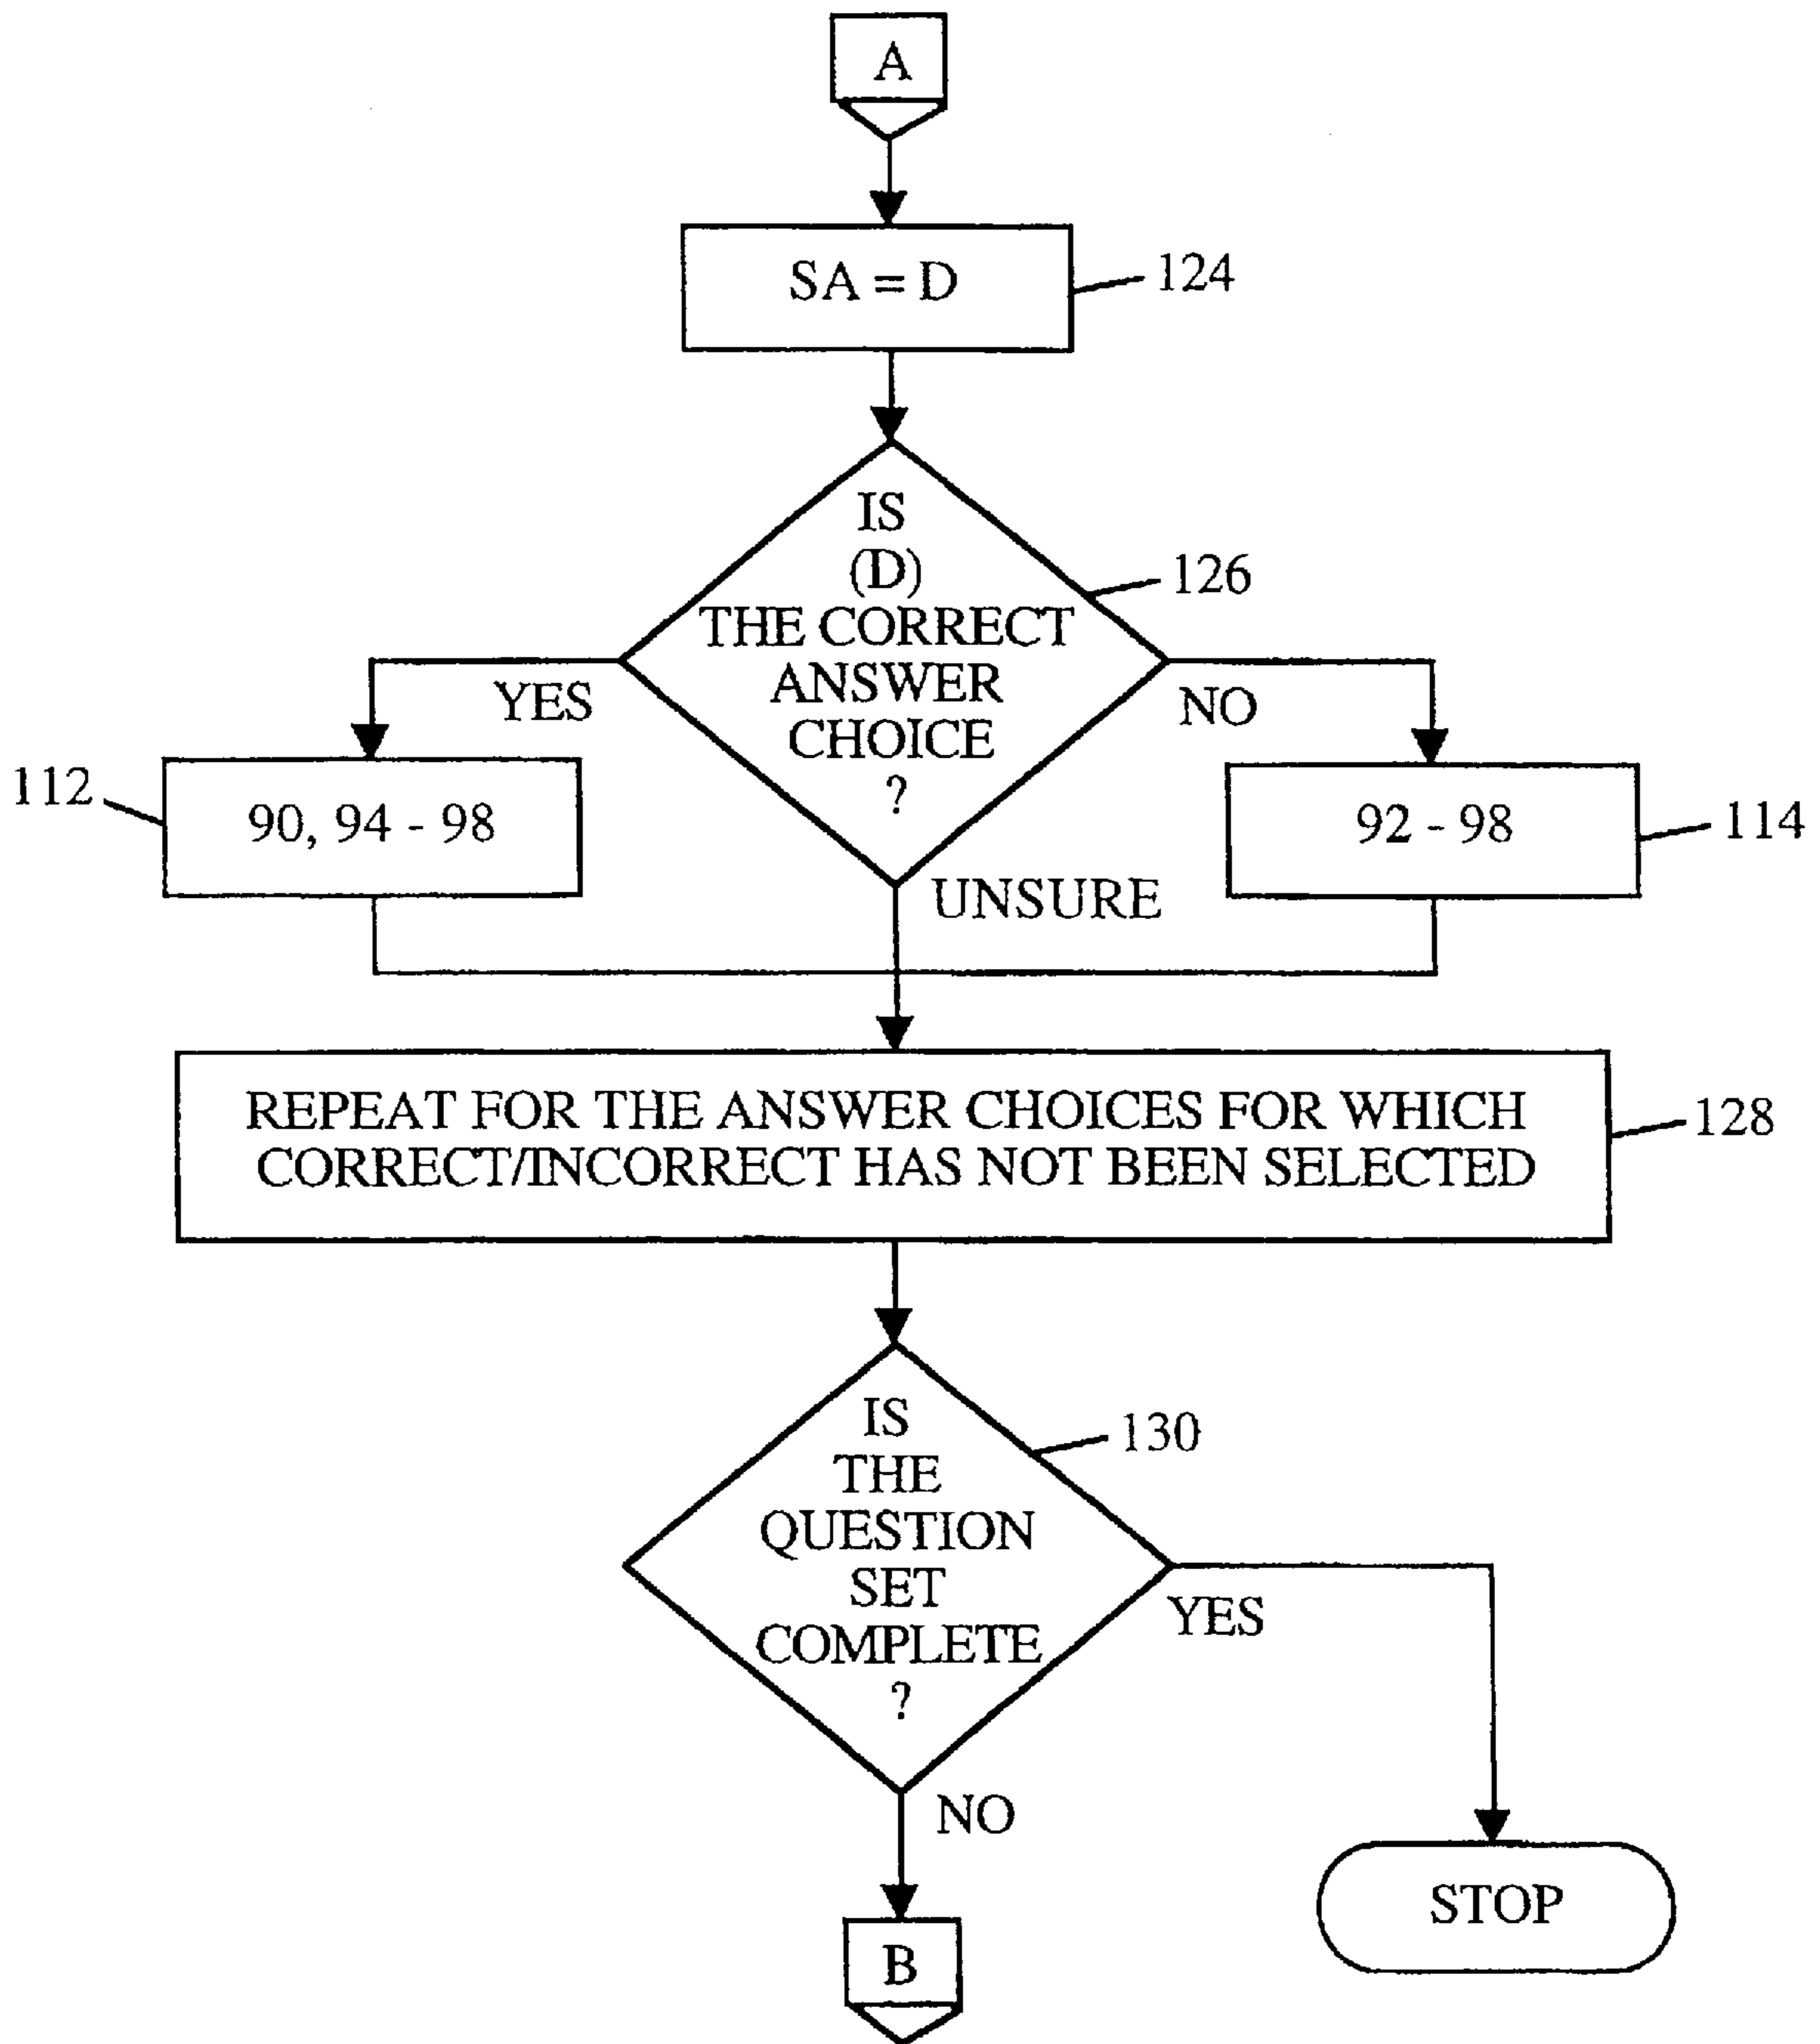 A
SA = D
124
IS
(D)
THE CORRECT
ANSWER
CHOICE
?
126
YES
NO
112
90, 94 - 98
92 - 98
114
UNSURE
REPEAT FOR THE ANSWER CHOICES FOR WHICH
CORRECT/INCORRECT HAS NOT BEEN SELECTED
128
IS
THE
QUESTION
SET
COMPLETE
?
130
YES
NO
STOP
B